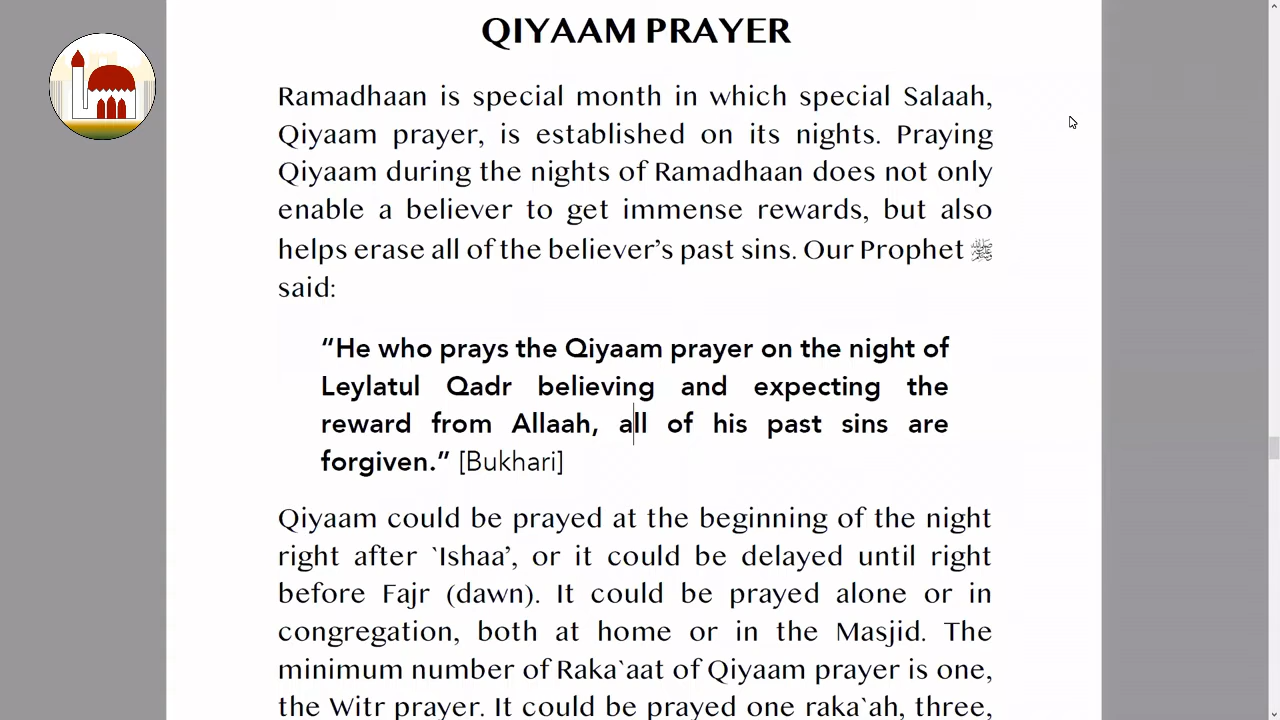 QIYAAM PRAYER
Ramadhaan is special month in which special Salaah,
Qiyaam prayer, is established on its nights. Praying
Qiyaam during the nights of Ramadhaan does not only
enable a believer to get immense rewards, but also
helps erase all of the believer’s past sins. Our Prophet ﷺ
said:
“He who prays the Qiyaam prayer on the night of
Leylatul Qadr believing and expecting the
reward from Allaah, all of his past sins are
forgiven.” [Bukhari]
Qiyaam could be prayed at the beginning of the night
right after `Ishaa’, or it could be delayed until right
before Fajr (dawn). It could be prayed alone or in
congregation, both at home or in the Masjid. The
minimum number of Raka`aat of Qiyaam prayer is one,
the Witr prayer. It could be prayed one raka`ah, three,